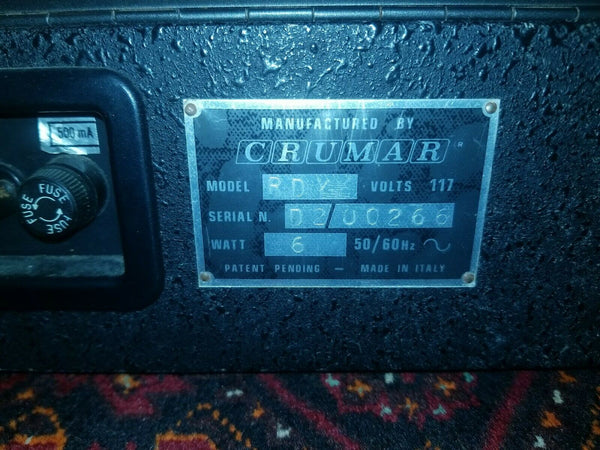 500 mA
FUSE
FUSE
FUSE
MANUFACTURED BY
CRUMAR®
MODEL VOLTS 117
SERIAL N. D2/00266
WATT 6 50/60Hz ~
PATENT PENDING — MADE IN ITALY